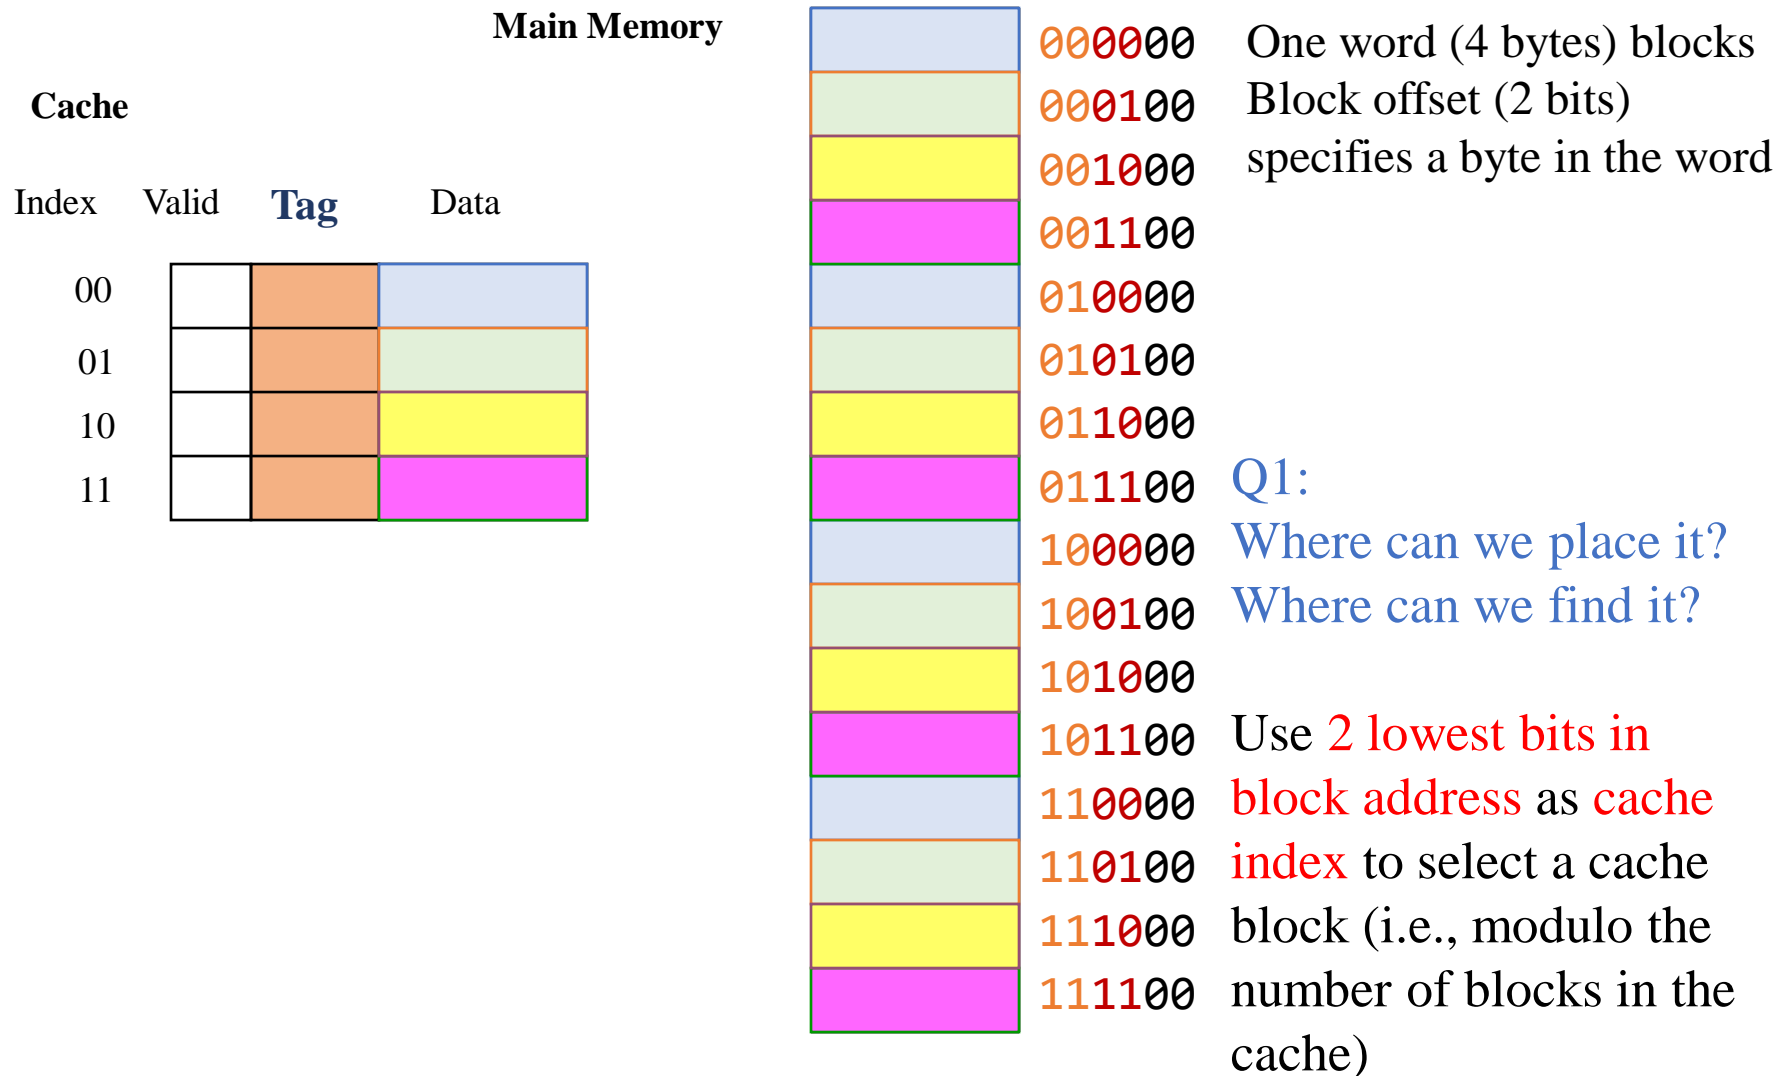 Main Memory
Cache
Index Valid Tag Data
00
01
10
11
000000
000100
001000
001100
010000
010100
011000
011100
100000
100100
101000
101100
110000
110100
111000
111100
One word (4 bytes) blocks
Block offset (2 bits)
specifies a byte in the word
Q1:
Where can we place it?
Where can we find it?
Use 2 lowest bits in
block address as cache
index to select a cache
block (i.e., modulo the
number of blocks in the
cache)